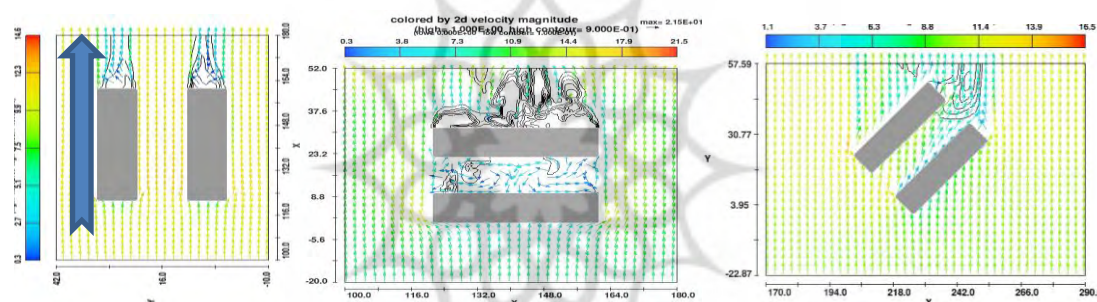 colored by 2d velocity magnitude
max= 2.15E+01
0.3 3.8 7.3 10.9 14.4 17.9 21.5
1.1 3.7 6.3 8.8 11.4 13.9 15.5
14.6
12.3
7.5
2.7
0.3
180.0
164.0
148.0
132.0
116.0
100.0
X
42.0 16.0 -10.0
52.0
37.6
23.2
8.8
-5.6
-20.0
100.0 116.0 132.0 148.0 164.0 180.0
Y
57.59
30.77
3.95
-22.87
170.0 194.0 218.0 242.0 266.0 290.